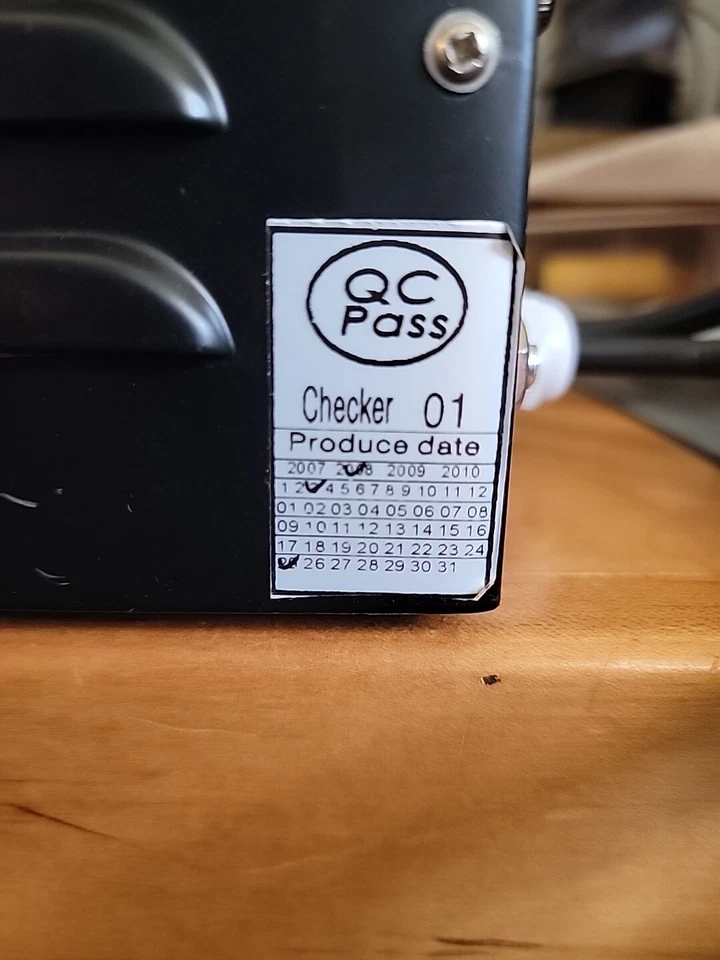 QC
Pass
Checker 01
Produce date
2007 2008 2009 2010
1 2 4 5 6 7 8 9 10 11 12
01 02 03 04 05 06 07 08
09 10 11 12 13 14 15 16
17 18 19 20 21 22 23 24
26 27 28 29 30 31